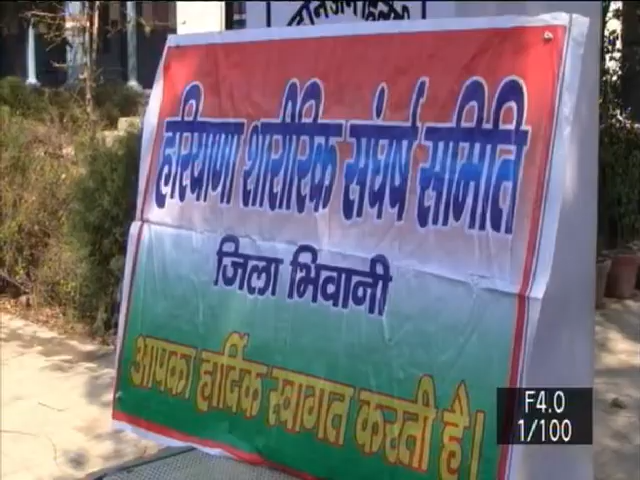 हरियाणा शारीरिक संघर्ष समिति
जिला भिवानी
आपका हार्दिक स्वागत करती है।
F4.0
1/100